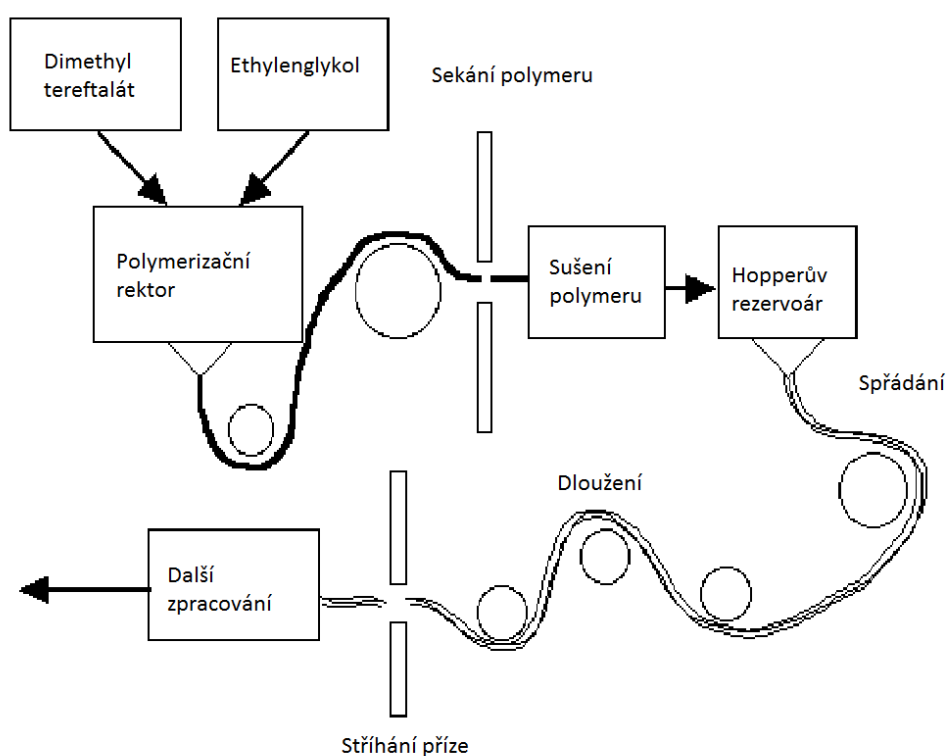 Dimethyl
tereftalát
Ethylenglykol
Sekání polymeru
Polymerizační
rektor
Sušení
polymeru
Hopperův
rezervoár
Spřádání
Dloužení
Další
zpracování
Stříhání příze